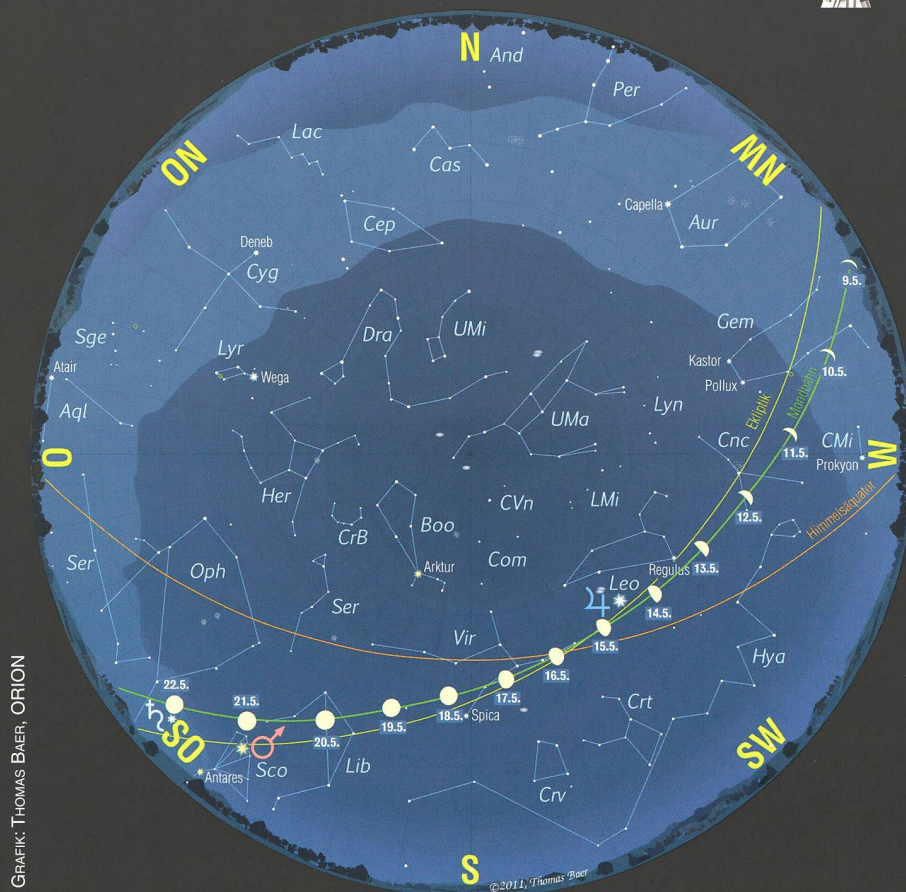 N
And
Per
Lac
NO
NW
Cas
Capella
Aur
Cep
Deneb
Cyg
9.5.
Sge
Dra
UMi
Gem
Lyr
Wega
Kastor
10.5.
Atair
Pollux
Mondbahn
Aql
UMa
Lyn
Ekliptik
Cnc
11.5.
CMi
Prokyon
O
W
Her
CVn
LMi
12.5.
Himmelsäquator
CrB
Boo
Com
13.5.
Ser
Oph
Arktur
Regulus
Leo
♃
14.5.
Ser
Vir
15.5.
Hya
16.5.
22.5.
21.5.
17.5.
Crt
♄
SO
20.5.
19.5.
18.5.
Spica
♂
SW
Antares
Sco
Lib
Crv
S
©2011, Thomas Baer
GRAFIK: THOMAS BAER, ORION